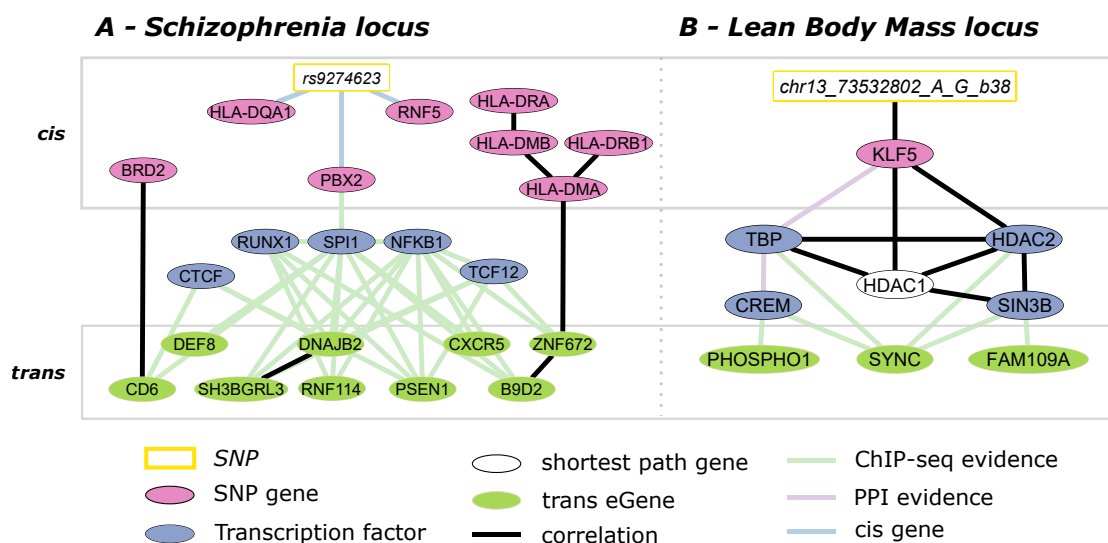 A - Schizophrenia locus
B - Lean Body Mass locus
cis
rs9274623
HLA-DQA1
RNF5
HLA-DRA
HLA-DMB
HLA-DRB1
BRD2
PBX2
HLA-DMA
chr13_73532802_A_G_b38
KLF5
RUNX1
SPI1
NFKB1
CTCF
TCF12
TBP
HDAC2
HDAC1
CREM
SIN3B
trans
DEF8
DNAJB2
CXCR5
ZNF672
CD6
SH3BGRL3
RNF114
PSEN1
B9D2
PHOSPHO1
SYNC
FAM109A
SNP
SNP gene
Transcription factor
shortest path gene
trans eGene
correlation
ChIP-seq evidence
PPI evidence
cis gene